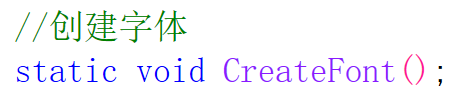 //创建字体
static void CreateFont();